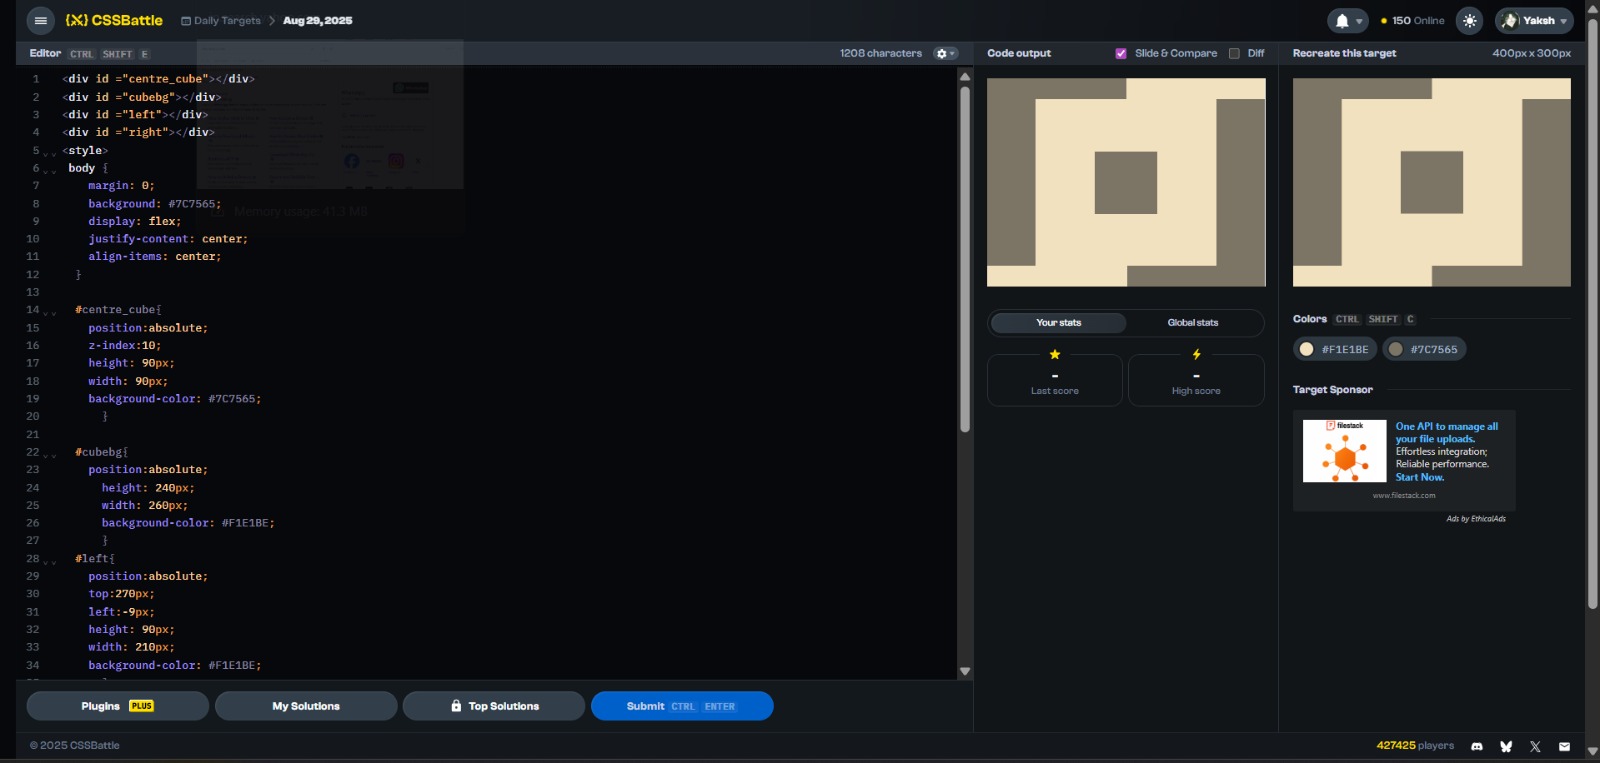 CSSBattle
Daily Targets
Aug 29, 2025
150 Online
Yaksh
Editor CTRL SHIFT E
1208 characters
Code output
Slide & Compare
Diff
Recreate this target
400px x 300px
1 <div id ="centre_cube"></div>
2 <div id ="cubebg"></div>
3 <div id ="left"></div>
4 <div id ="right"></div>
5 <style>
6 body {
7 margin: 0;
8 background: #7C7565;
9 display: flex;
10 justify-content: center;
11 align-items: center;
12 }
13
14 #centre_cube{
15 position:absolute;
16 z-index:10;
17 height: 90px;
18 width: 90px;
19 background-color: #7C7565;
20 }
21
22 #cubebg{
23 position:absolute;
24 height: 240px;
25 width: 260px;
26 background-color: #F1E1BE;
27 }
28 #left{
29 position:absolute;
30 top:270px;
31 left:-9px;
32 height: 90px;
33 width: 210px;
34 background-color: #F1E1BE;
Memory usage: 41.3 MB
Your stats
Global stats
-
Last score
-
High score
Colors CTRL SHIFT C
#F1E1BE
#7C7565
Target Sponsor
filestack
One API to manage all
your file uploads.
Effortless integration;
Reliable performance.
Start Now.
www.filestack.com
Ads by EthicalAds
Plugins PLUS
My Solutions
Top Solutions
Submit CTRL ENTER
© 2025 CSSBattle
427425 players